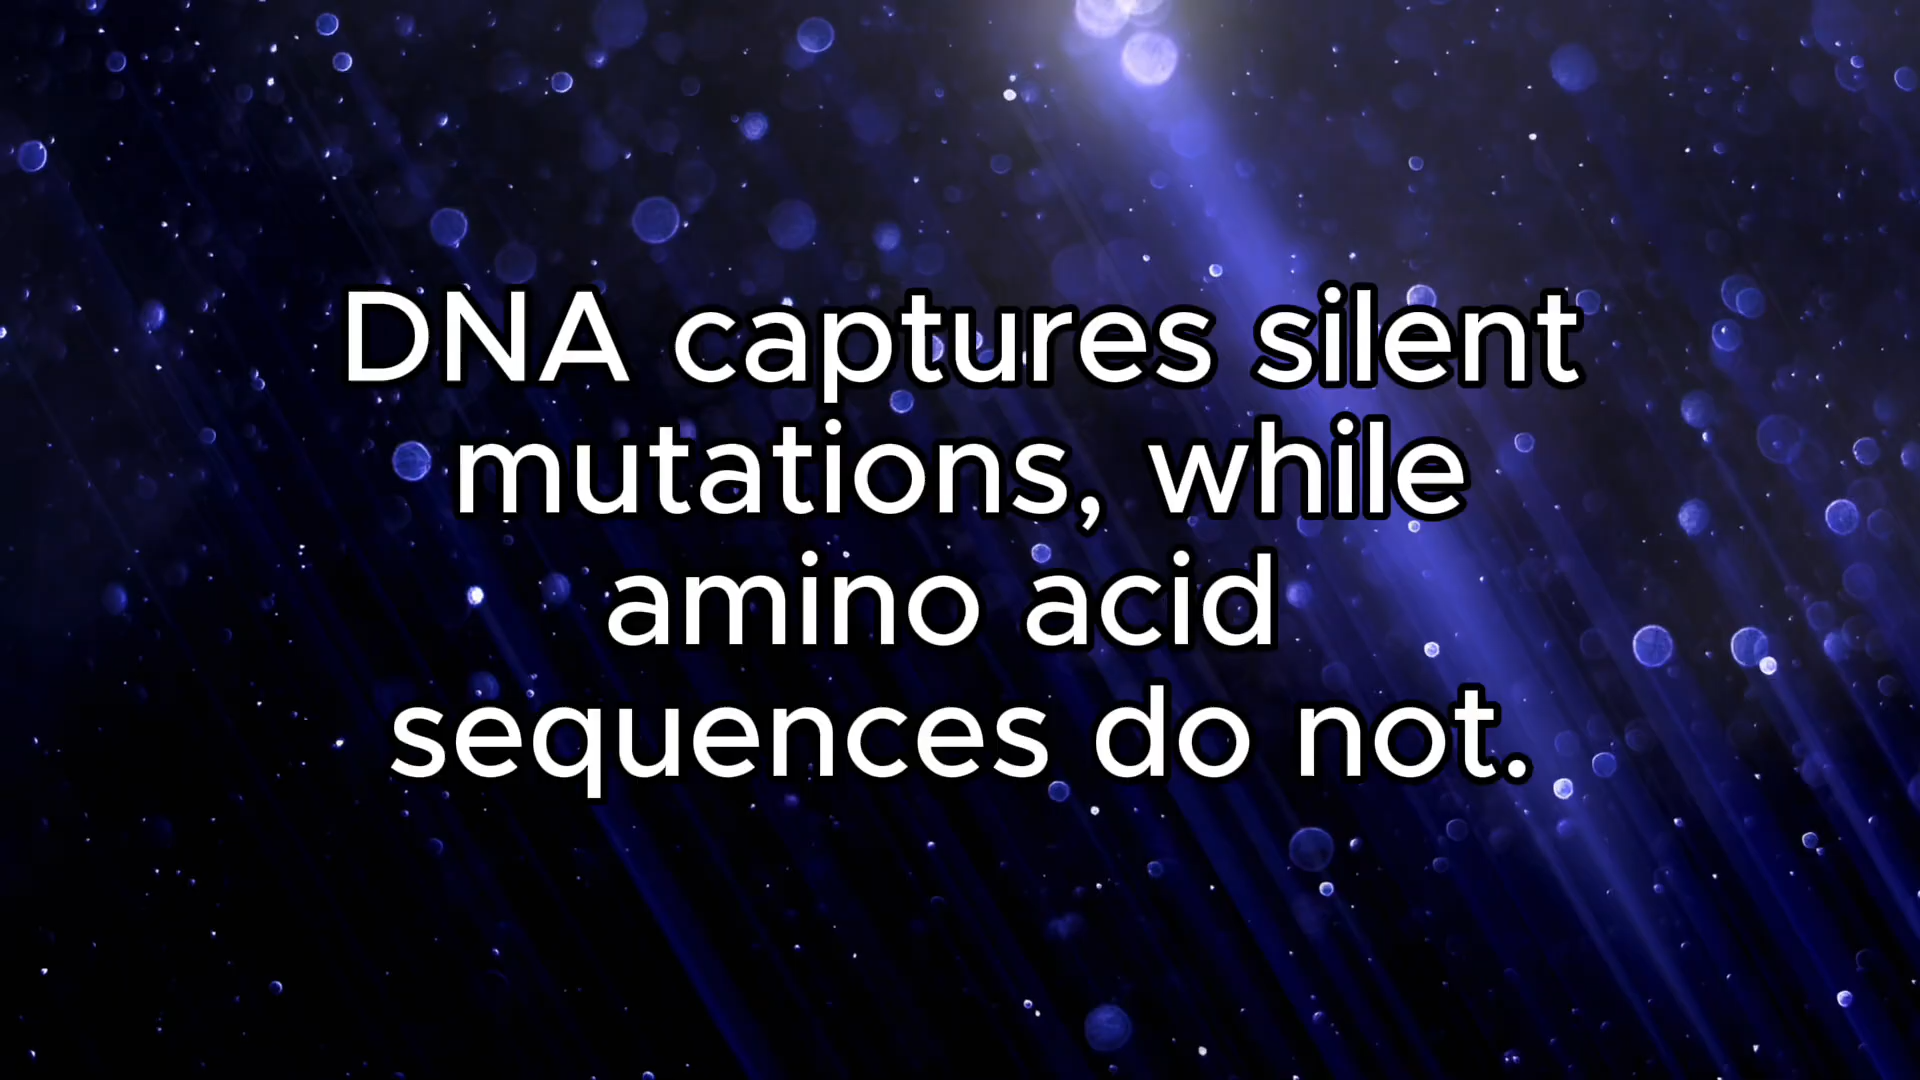 DNA captures silent
mutations, while
amino acid
sequences do not.